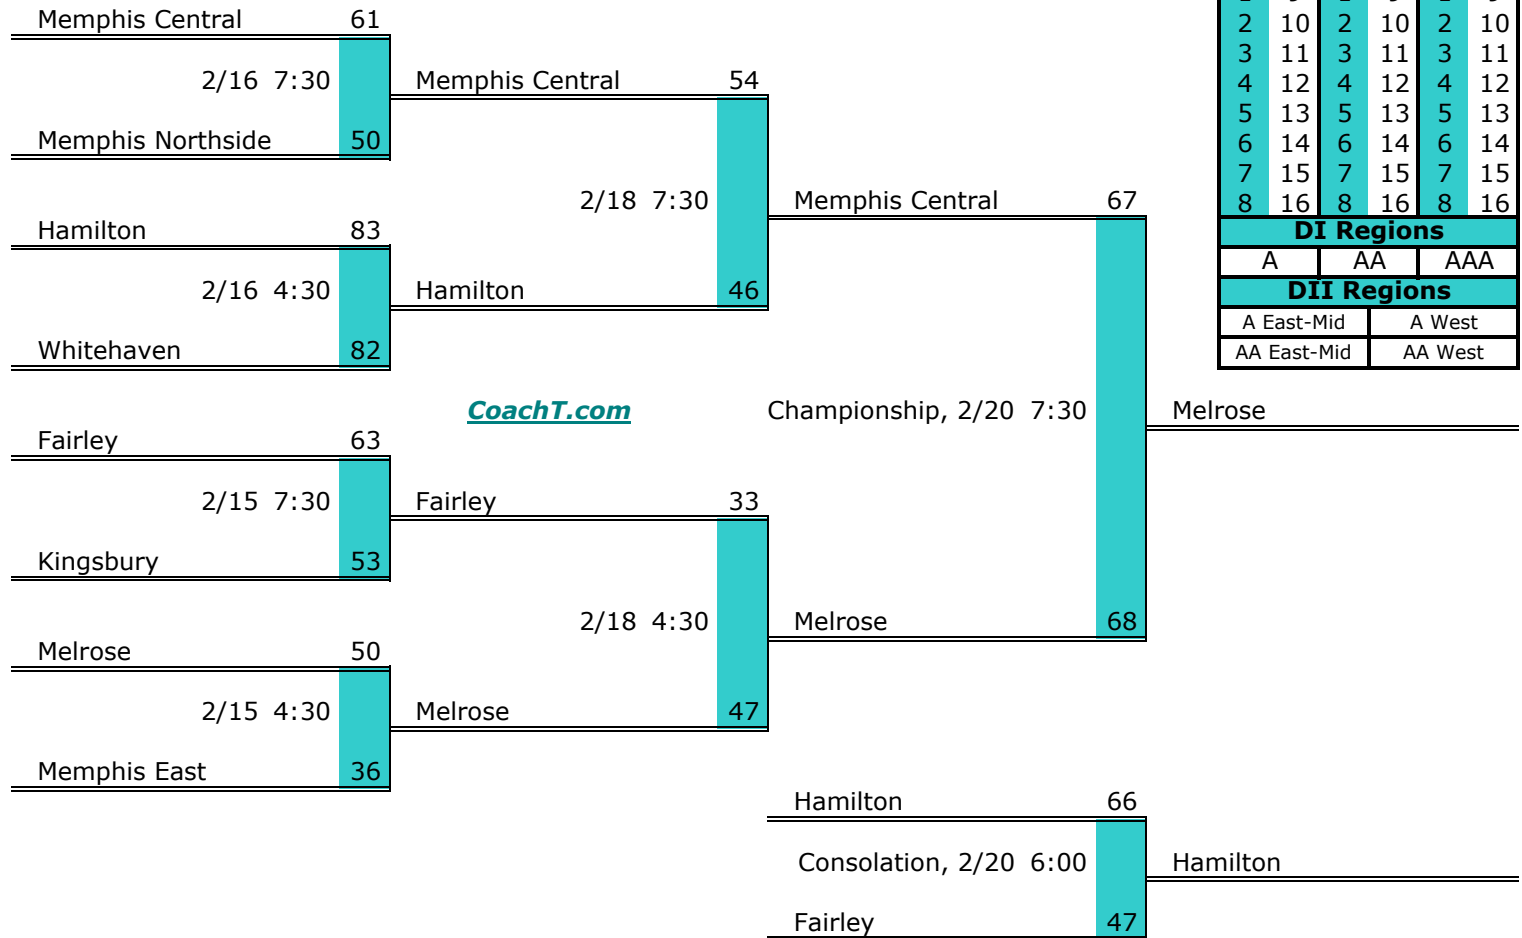 Memphis Central 61
2/16 7:30
Memphis Northside 50
Memphis Central 54
2/18 7:30
Hamilton 83
2/16 4:30
Whitehaven 82
Hamilton 46
Memphis Central 67
CoachT.com
Championship, 2/20 7:30
Melrose
Fairley 63
2/15 7:30
Kingsbury 53
Fairley 33
2/18 4:30
Melrose 68
Melrose 50
2/15 4:30
Memphis East 36
Melrose 47
Hamilton 66
Consolation, 2/20 6:00
Fairley 47
Hamilton
2 10 2 10 2 10
3 11 3 11 3 11
4 12 4 12 4 12
5 13 5 13 5 13
6 14 6 14 6 14
7 15 7 15 7 15
8 16 8 16 8 16
DI Regions
A AA AAA
DII Regions
A East-Mid A West
AA East-Mid AA West